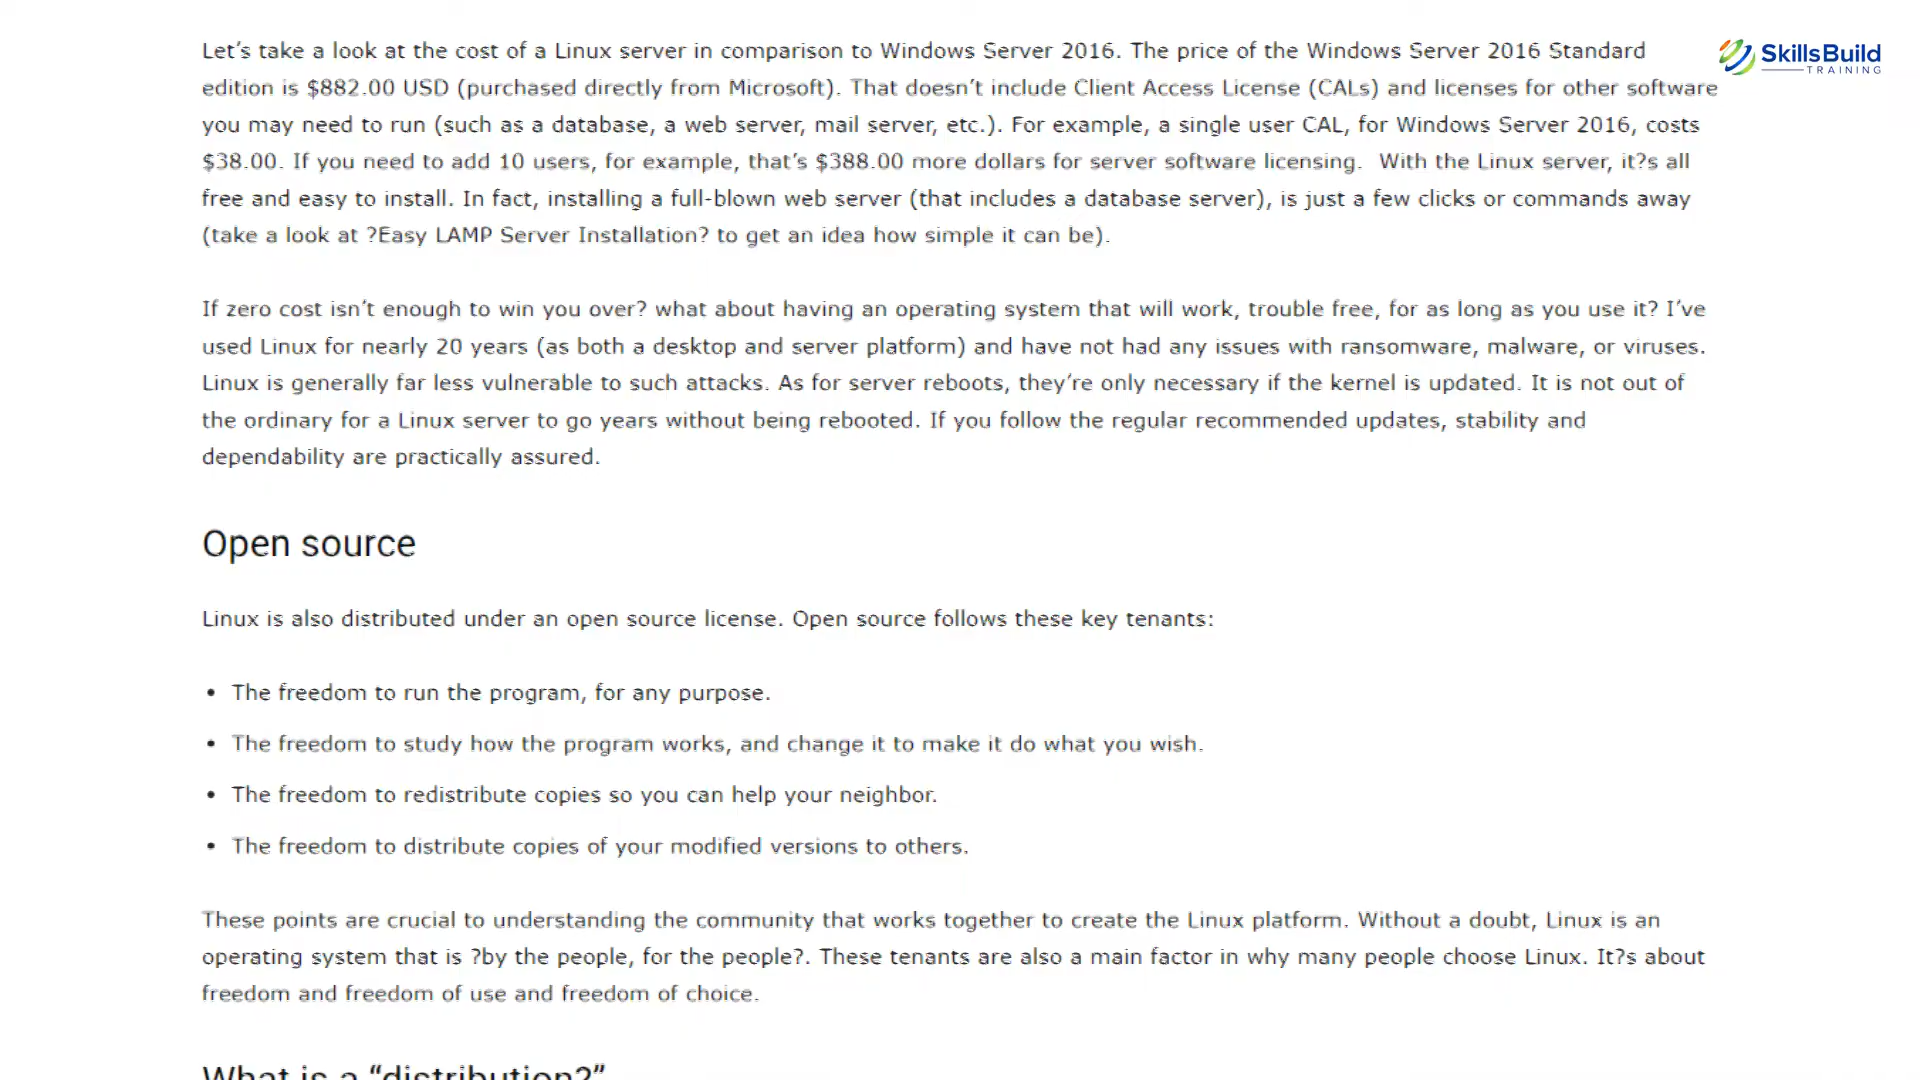 Let’s take a look at the cost of a Linux server in comparison to Windows Server 2016. The price of the Windows Server 2016 Standard
SkillsBuild
TRAINING
edition is $882.00 USD (purchased directly from Microsoft). That doesn’t include Client Access License (CALs) and licenses for other software
you may need to run (such as a database, a web server, mail server, etc.). For example, a single user CAL, for Windows Server 2016, costs
$38.00. If you need to add 10 users, for example, that’s $388.00 more dollars for server software licensing.  With the Linux server, it?s all
free and easy to install. In fact, installing a full-blown web server (that includes a database server), is just a few clicks or commands away
(take a look at ?Easy LAMP Server Installation? to get an idea how simple it can be).
If zero cost isn’t enough to win you over? what about having an operating system that will work, trouble free, for as long as you use it? I’ve
used Linux for nearly 20 years (as both a desktop and server platform) and have not had any issues with ransomware, malware, or viruses.
Linux is generally far less vulnerable to such attacks. As for server reboots, they’re only necessary if the kernel is updated. It is not out of
the ordinary for a Linux server to go years without being rebooted. If you follow the regular recommended updates, stability and
dependability are practically assured.
Open source
Linux is also distributed under an open source license. Open source follows these key tenants:
• The freedom to run the program, for any purpose.
• The freedom to study how the program works, and change it to make it do what you wish.
• The freedom to redistribute copies so you can help your neighbor.
• The freedom to distribute copies of your modified versions to others.
These points are crucial to understanding the community that works together to create the Linux platform. Without a doubt, Linux is an
operating system that is ?by the people, for the people?. These tenants are also a main factor in why many people choose Linux. It?s about
freedom and freedom of use and freedom of choice.
What is a “distribution?”